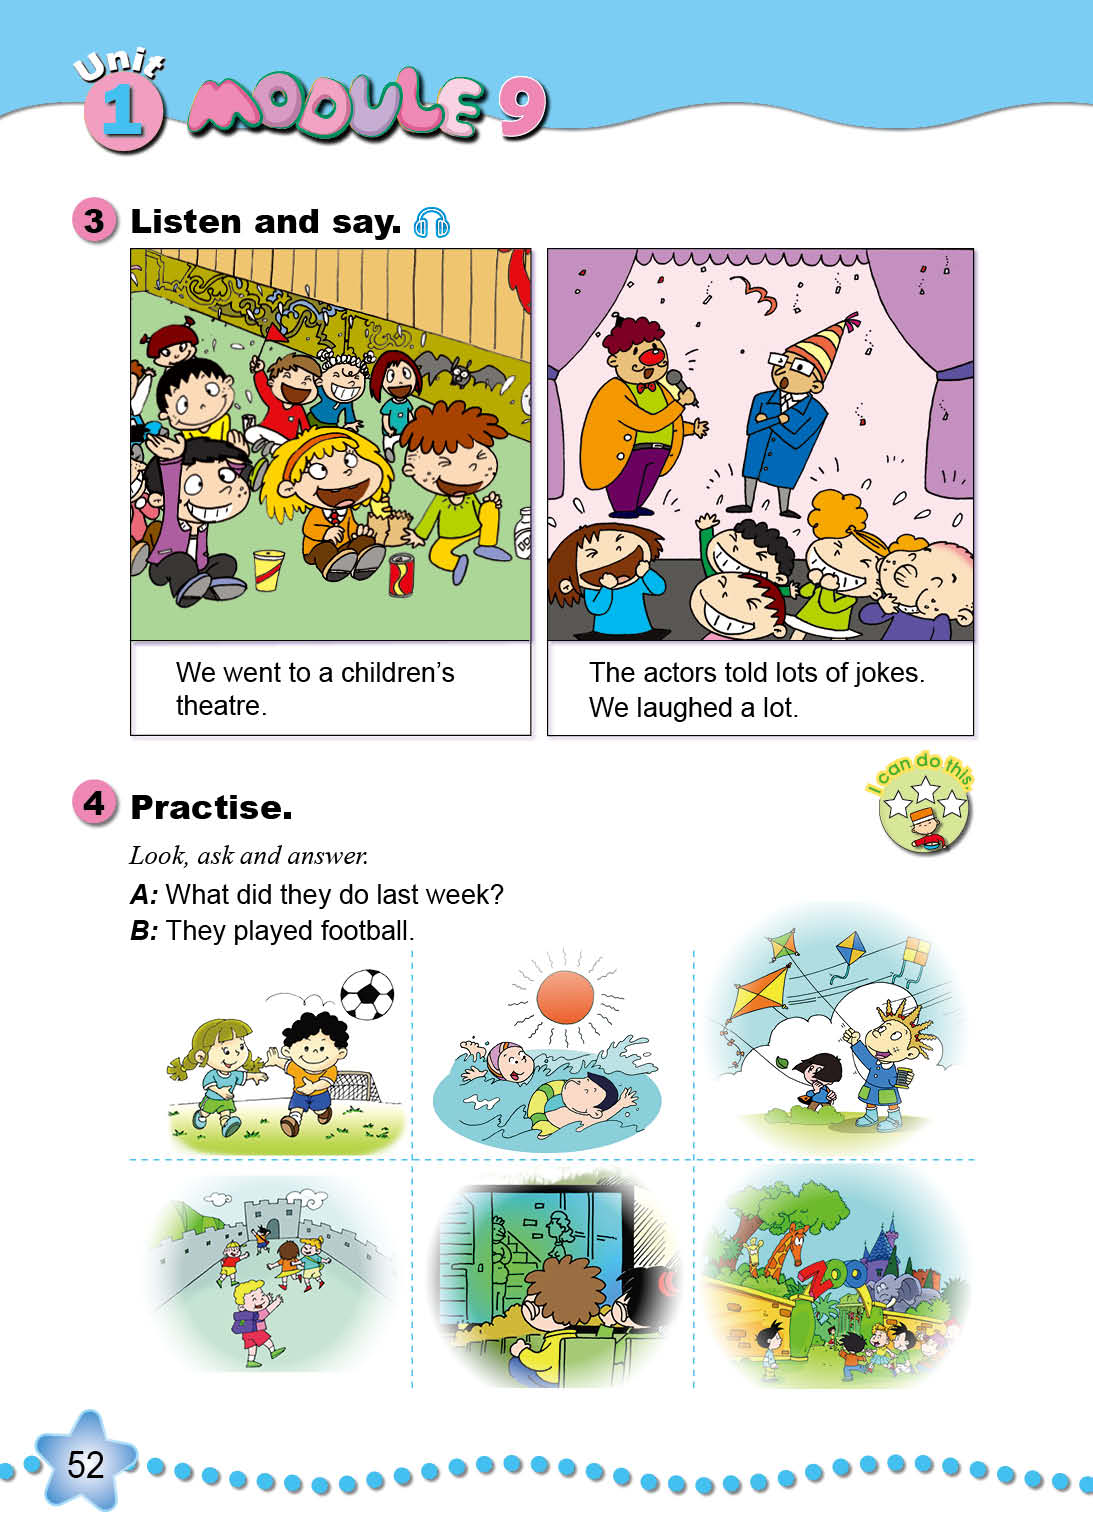 Unit
1 MODULE 9
3 Listen and say.
We went to a children's
theatre.
The actors told lots of jokes.
We laughed a lot.
I can do this.
4 Practise.
Look, ask and answer.
A: What did they do last week?
B: They played football.
ZOO
52